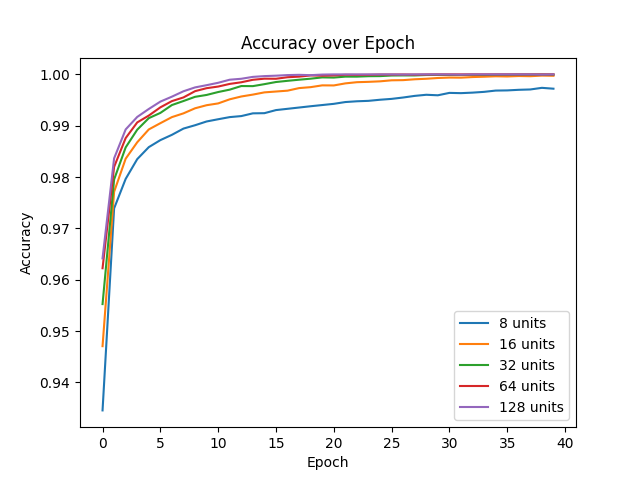 Accuracy over Epoch
Accuracy
1.00
0.99
0.98
0.97
0.96
0.95
0.94
8 units
16 units
32 units
64 units
128 units
0 5 10 15 20 25 30 35 40
Epoch